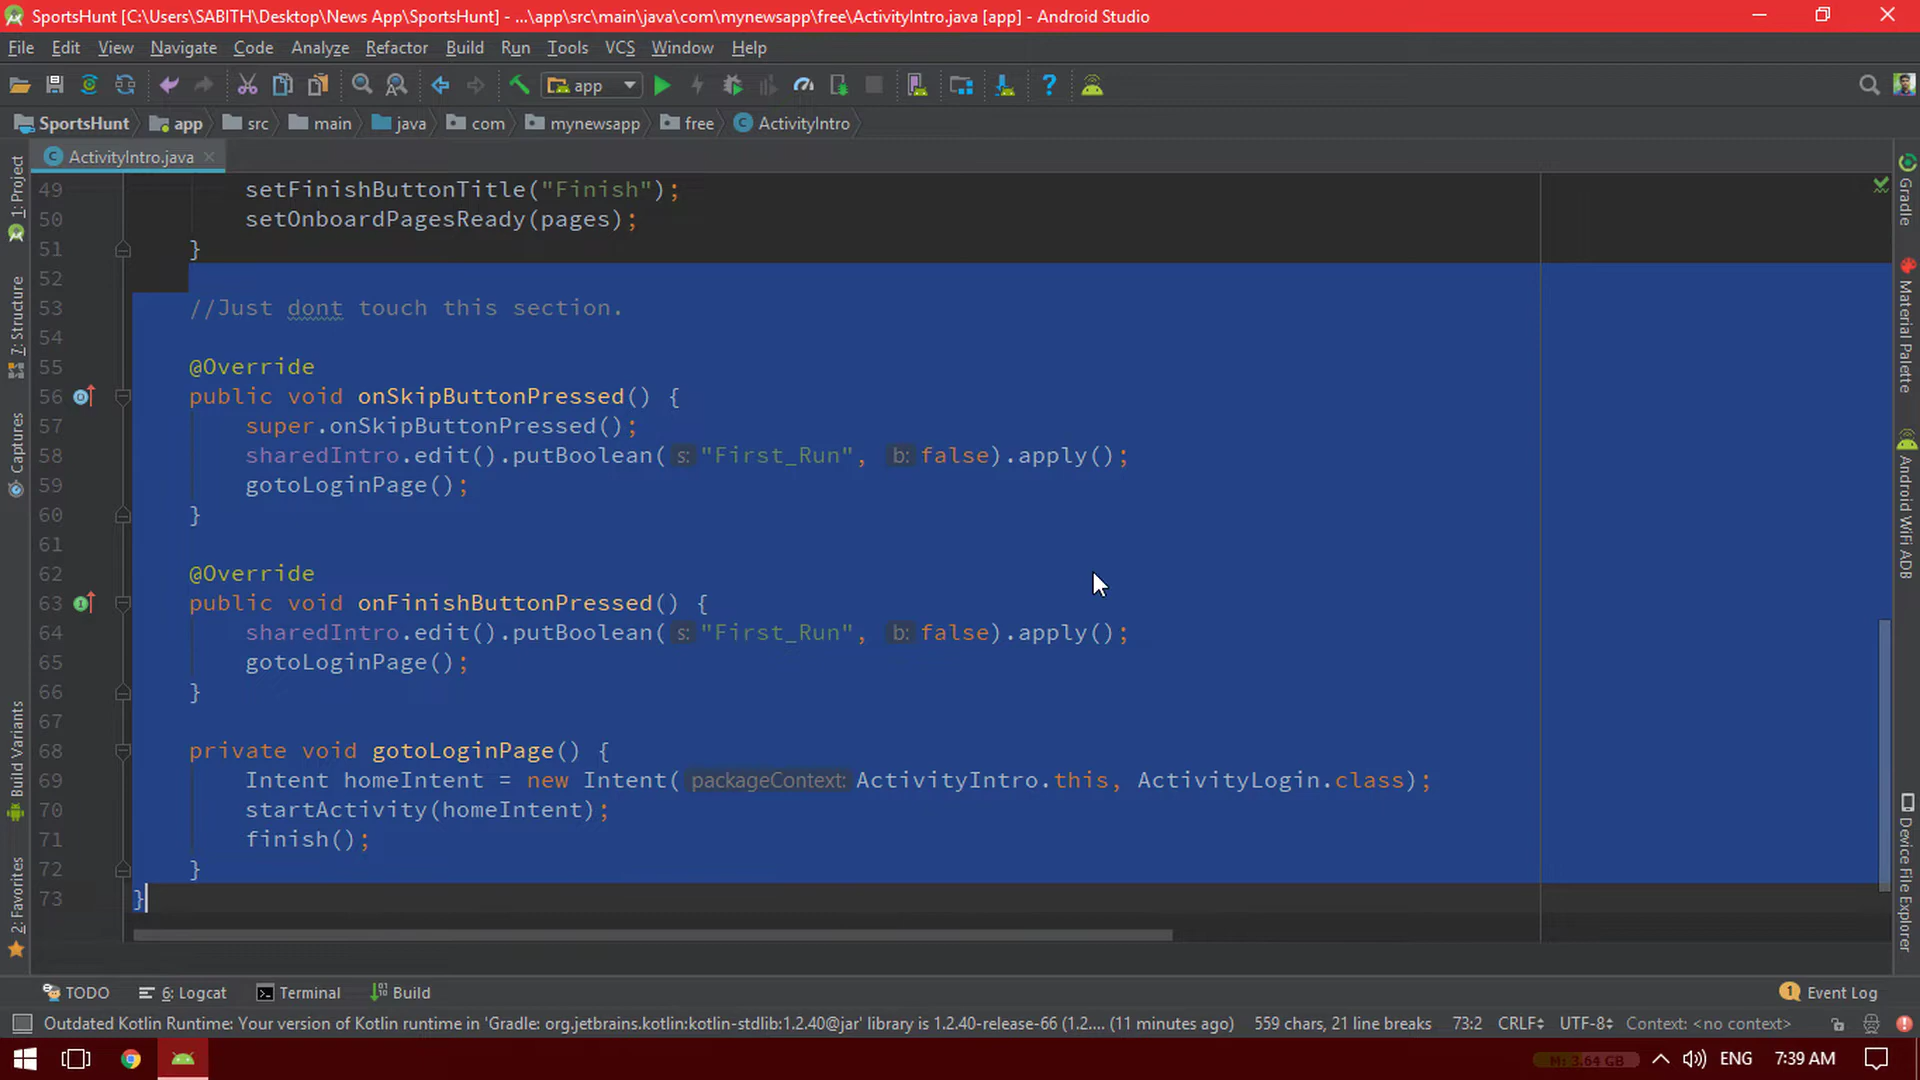 SportsHunt [C:\Users\SABITH\Desktop\News App\SportsHunt] - ...\app\src\main\java\com\mynewsapp\free\ActivityIntro.java [app] - Android Studio
File Edit View Navigate Code Analyze Refactor Build Run Tools VCS Window Help
app
SportsHunt app src main java com mynewsapp free ActivityIntro
ActivityIntro.java
1: Project
7: Structure
Captures
Build Variants
2: Favorites
49 setFinishButtonTitle("Finish");
50 setOnboardPagesReady(pages);
51 }
52
53 //Just dont touch this section.
54
55 @Override
56 public void onSkipButtonPressed() {
57 super.onSkipButtonPressed();
58 sharedIntro.edit().putBoolean( s: "First_Run", b: false).apply();
59 gotoLoginPage();
60 }
61
62 @Override
63 public void onFinishButtonPressed() {
64 sharedIntro.edit().putBoolean( s: "First_Run", b: false).apply();
65 gotoLoginPage();
66 }
67
68 private void gotoLoginPage() {
69 Intent homeIntent = new Intent( packageContext: ActivityIntro.this, ActivityLogin.class);
70 startActivity(homeIntent);
71 finish();
72 }
73 }
Gradle
Material Palette
Android WiFi ADB
Device File Explorer
TODO 6: Logcat Terminal Build 1 Event Log
Outdated Kotlin Runtime: Your version of Kotlin runtime in 'Gradle: org.jetbrains.kotlin:kotlin-stdlib:1.2.40@jar' library is 1.2.40-release-66 (1.2.... (11 minutes ago) 559 chars, 21 line breaks 73:2 CRLF UTF-8 Context: <no context>
N: 3.64 GB ENG 7:39 AM